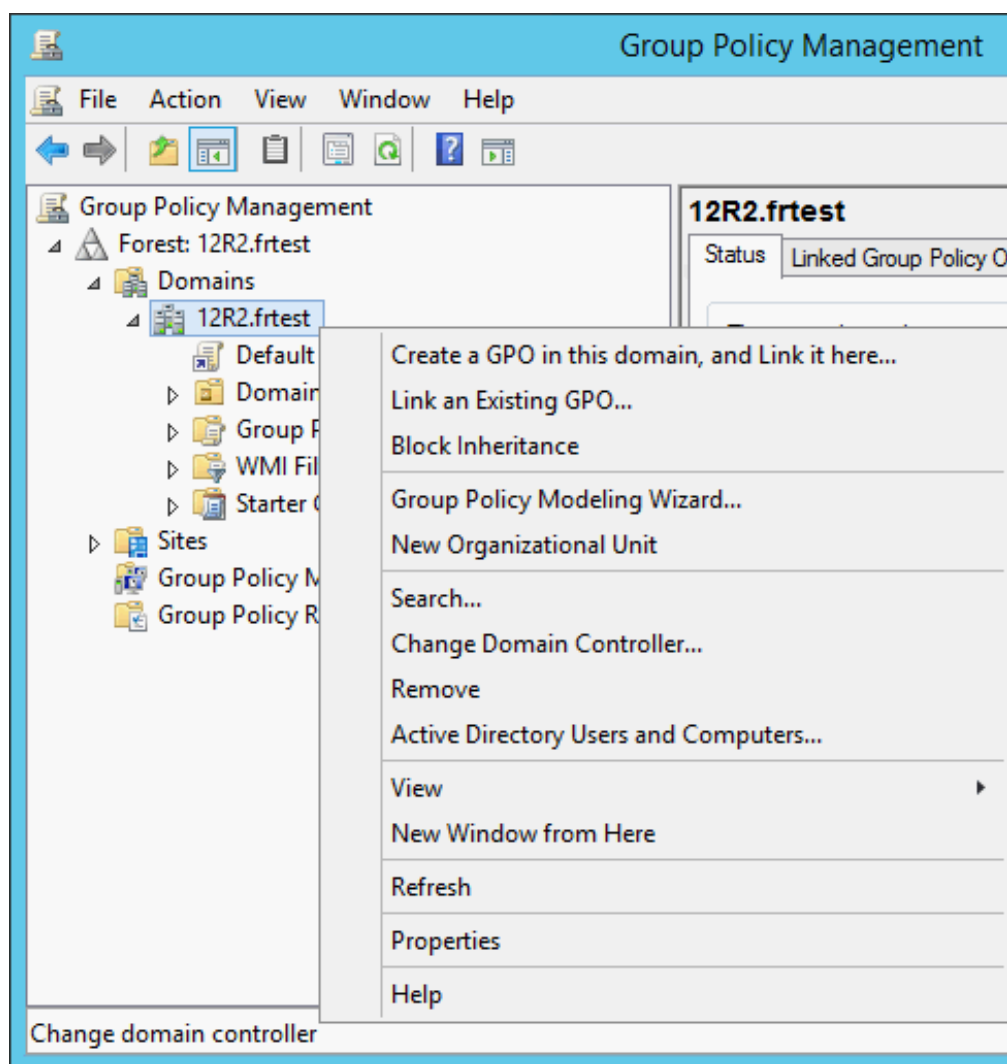 Group Policy Management
File Action View Window Help
Group Policy Management
Forest: 12R2.frtest
Domains
12R2.frtest
Default
Domain
Group P
WMI Fil
Starter
Sites
Group Policy M
Group Policy R
12R2.frtest
Status Linked Group Policy O
Create a GPO in this domain, and Link it here...
Link an Existing GPO...
Block Inheritance
Group Policy Modeling Wizard...
New Organizational Unit
Search...
Change Domain Controller...
Remove
Active Directory Users and Computers...
View
New Window from Here
Refresh
Properties
Help
Change domain controller